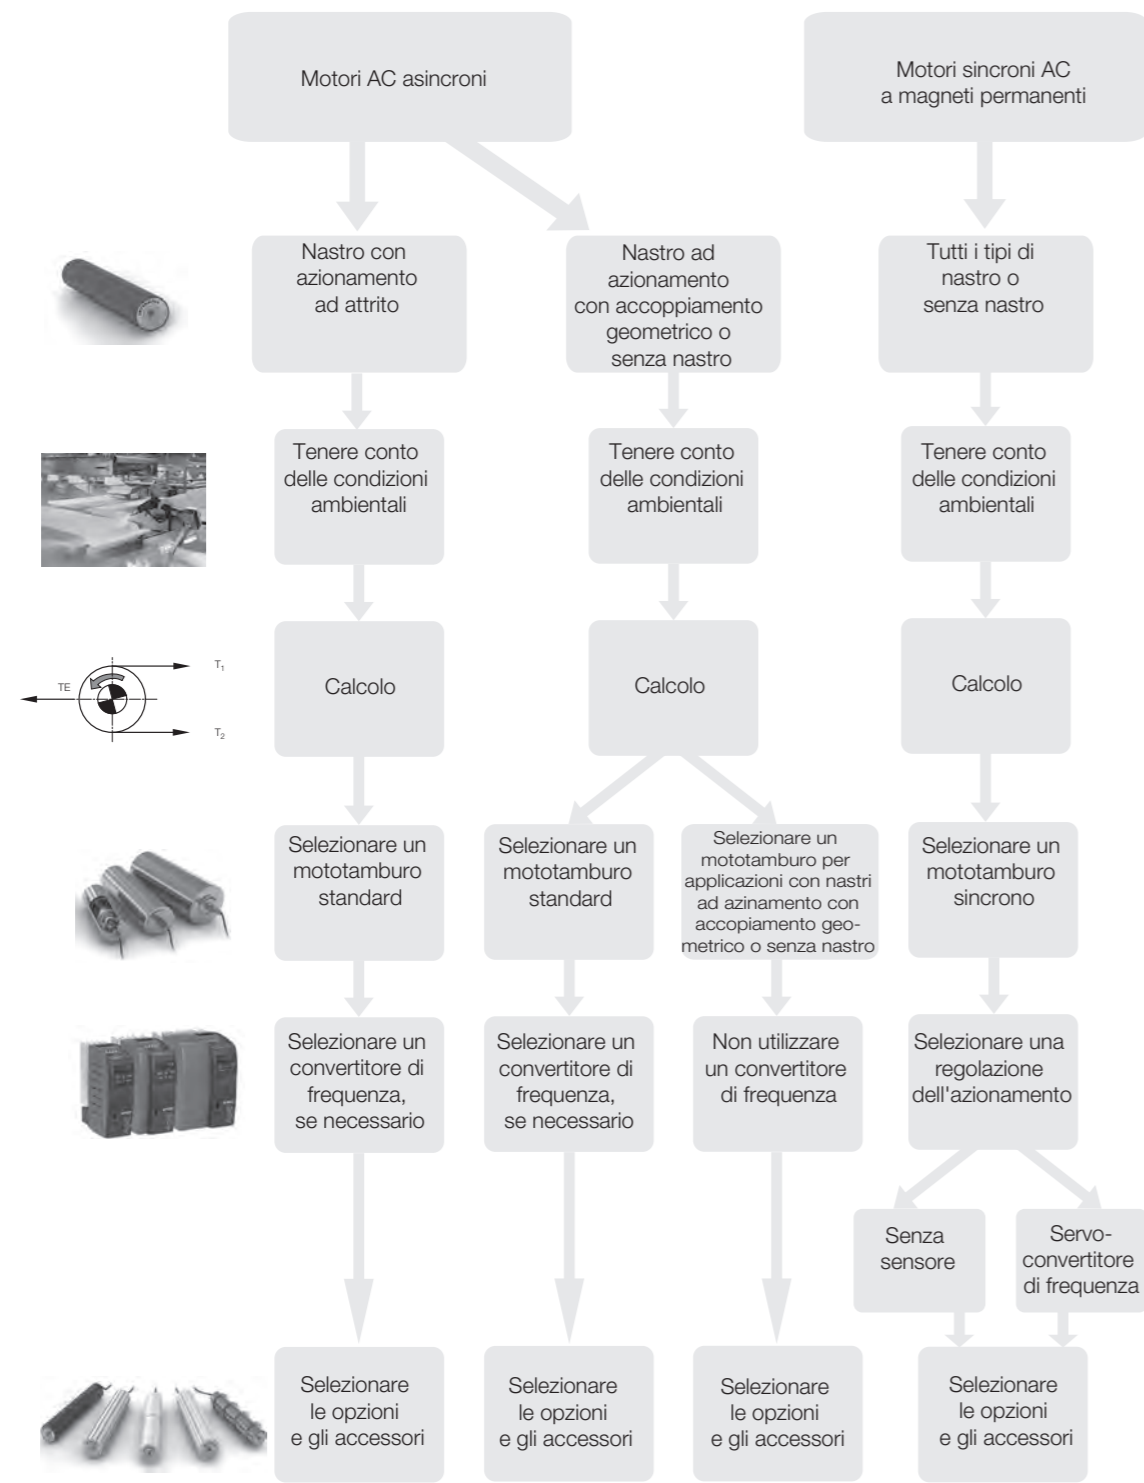 Motori AC asincroni
Motori sincroni AC
a magneti permanenti
Nastro con
azionamento
ad attrito
Nastro ad
azionamento
con accoppiamento
geometrico o
senza nastro
Tutti i tipi di
nastro o
senza nastro
Tenere conto
delle condizioni
ambientali
Tenere conto
delle condizioni
ambientali
Tenere conto
delle condizioni
ambientali
T1
TE
T2
Calcolo
Calcolo
Calcolo
Selezionare un
mototamburo
standard
Selezionare un
mototamburo
standard
Selezionare un
mototamburo per
applicazioni con nastri
ad azinamento con
accopiamento geo-
metrico o senza nastro
Selezionare un
mototamburo
sincrono
Selezionare un
convertitore di
frequenza,
se necessario
Selezionare un
convertitore di
frequenza,
se necessario
Non utilizzare
un convertitore
di frequenza
Selezionare una
regolazione
dell'azionamento
Senza
sensore
Servo-
convertitore
di frequenza
Selezionare
le opzioni
e gli accessori
Selezionare
le opzioni
e gli accessori
Selezionare
le opzioni
e gli accessori
Selezionare
le opzioni
e gli accessori